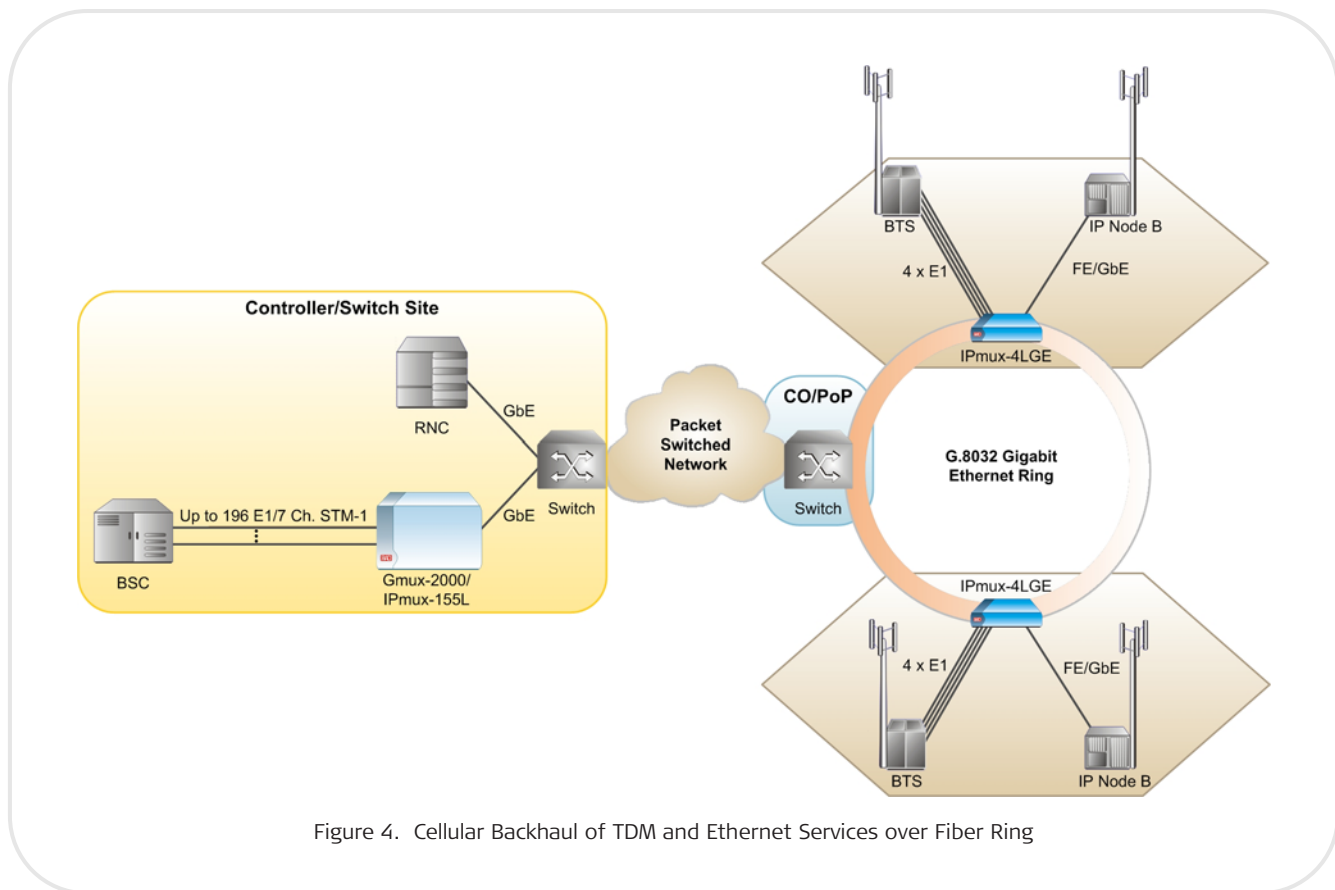 Controller/Switch Site
RNC
GbE
BSC
Up to 196 E1/7 Ch. STM-1
Gmux-2000/
IPmux-155L
GbE
Switch
Packet
Switched
Network
CO/PoP
Switch
BTS
IP Node B
4 x E1
FE/GbE
IPmux-4LGE
G.8032 Gigabit
Ethernet Ring
IPmux-4LGE
4 x E1
FE/GbE
BTS
IP Node B
Figure 4. Cellular Backhaul of TDM and Ethernet Services over Fiber Ring